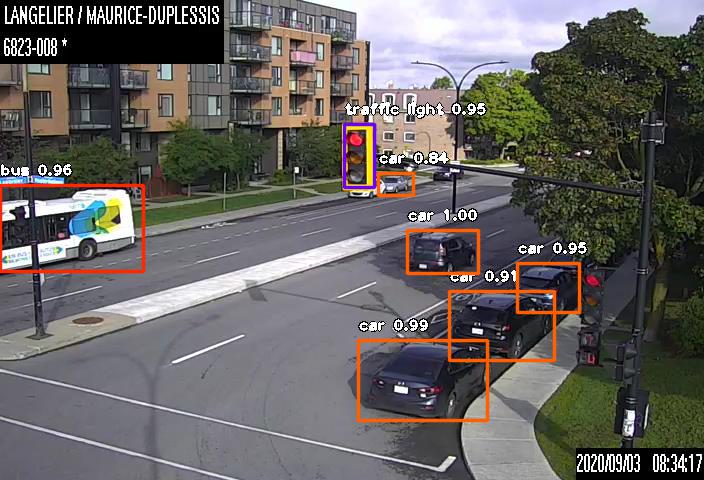 LANGELIER / MAURICE-DUPLESSIS
6823-008 *
traffic light 0.95
car 0.84
bus 0.96
car 1.00
car 0.95
car 0.91
car 0.99
2020/09/03 08:34:17